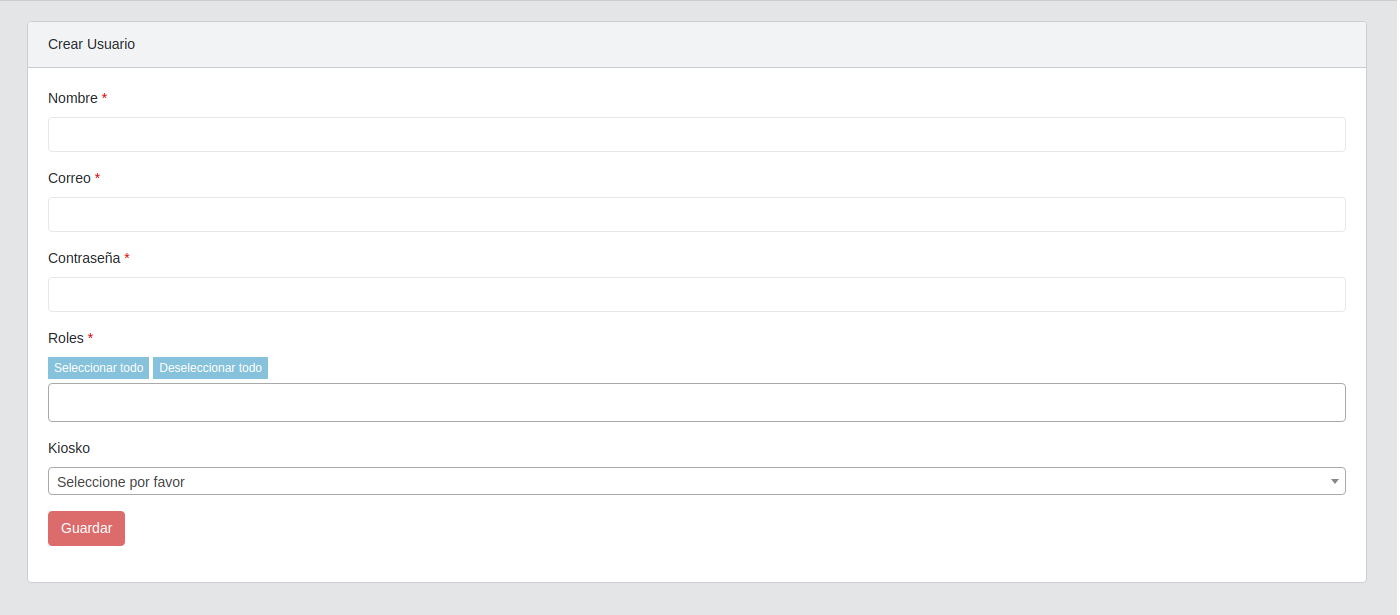 Crear Usuario
Nombre *
Correo *
Contraseña *
Roles *
Seleccionar todo Deseleccionar todo
Kiosko
Seleccione por favor
Guardar